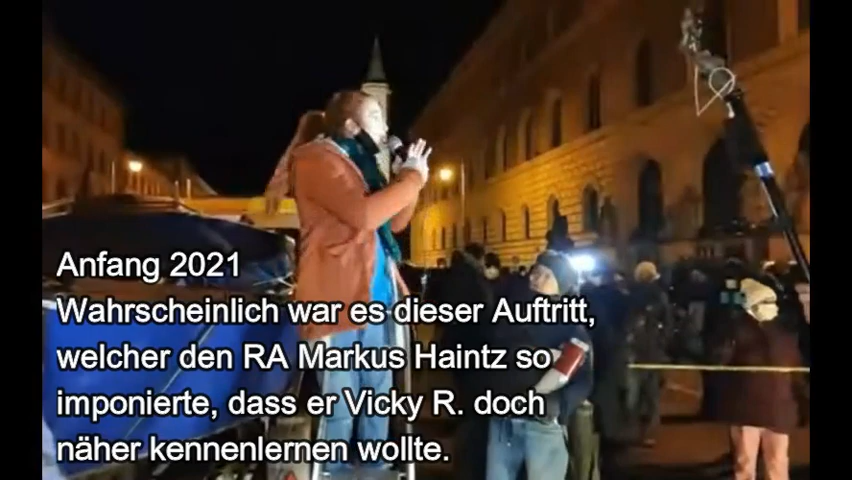 Anfang 2021
Wahrscheinlich war es dieser Auftritt,
welcher den RA Markus Haintz so
imponierte, dass er Vicky R. doch
näher kennenlernen wollte.